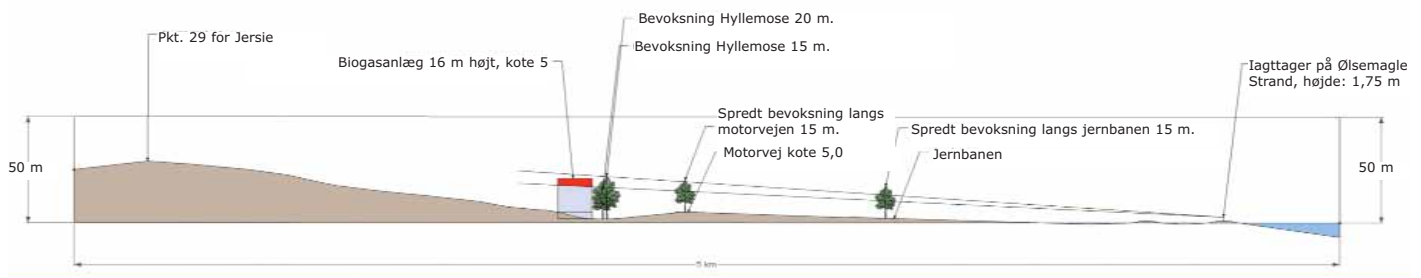 Bevoksning Hyllemose 20 m.
Pkt. 29 for Jersie
Bevoksning Hyllemose 15 m.
Biogasanlæg 16 m højt, kote 5
Iagttager på Ølsemagle
Strand, højde: 1,75 m
Spredt bevoksning langs
motorvejen 15 m.
Spredt bevoksning langs jernbanen 15 m.
Motorvej kote 5,0
Jernbanen
50 m
50 m
5 km